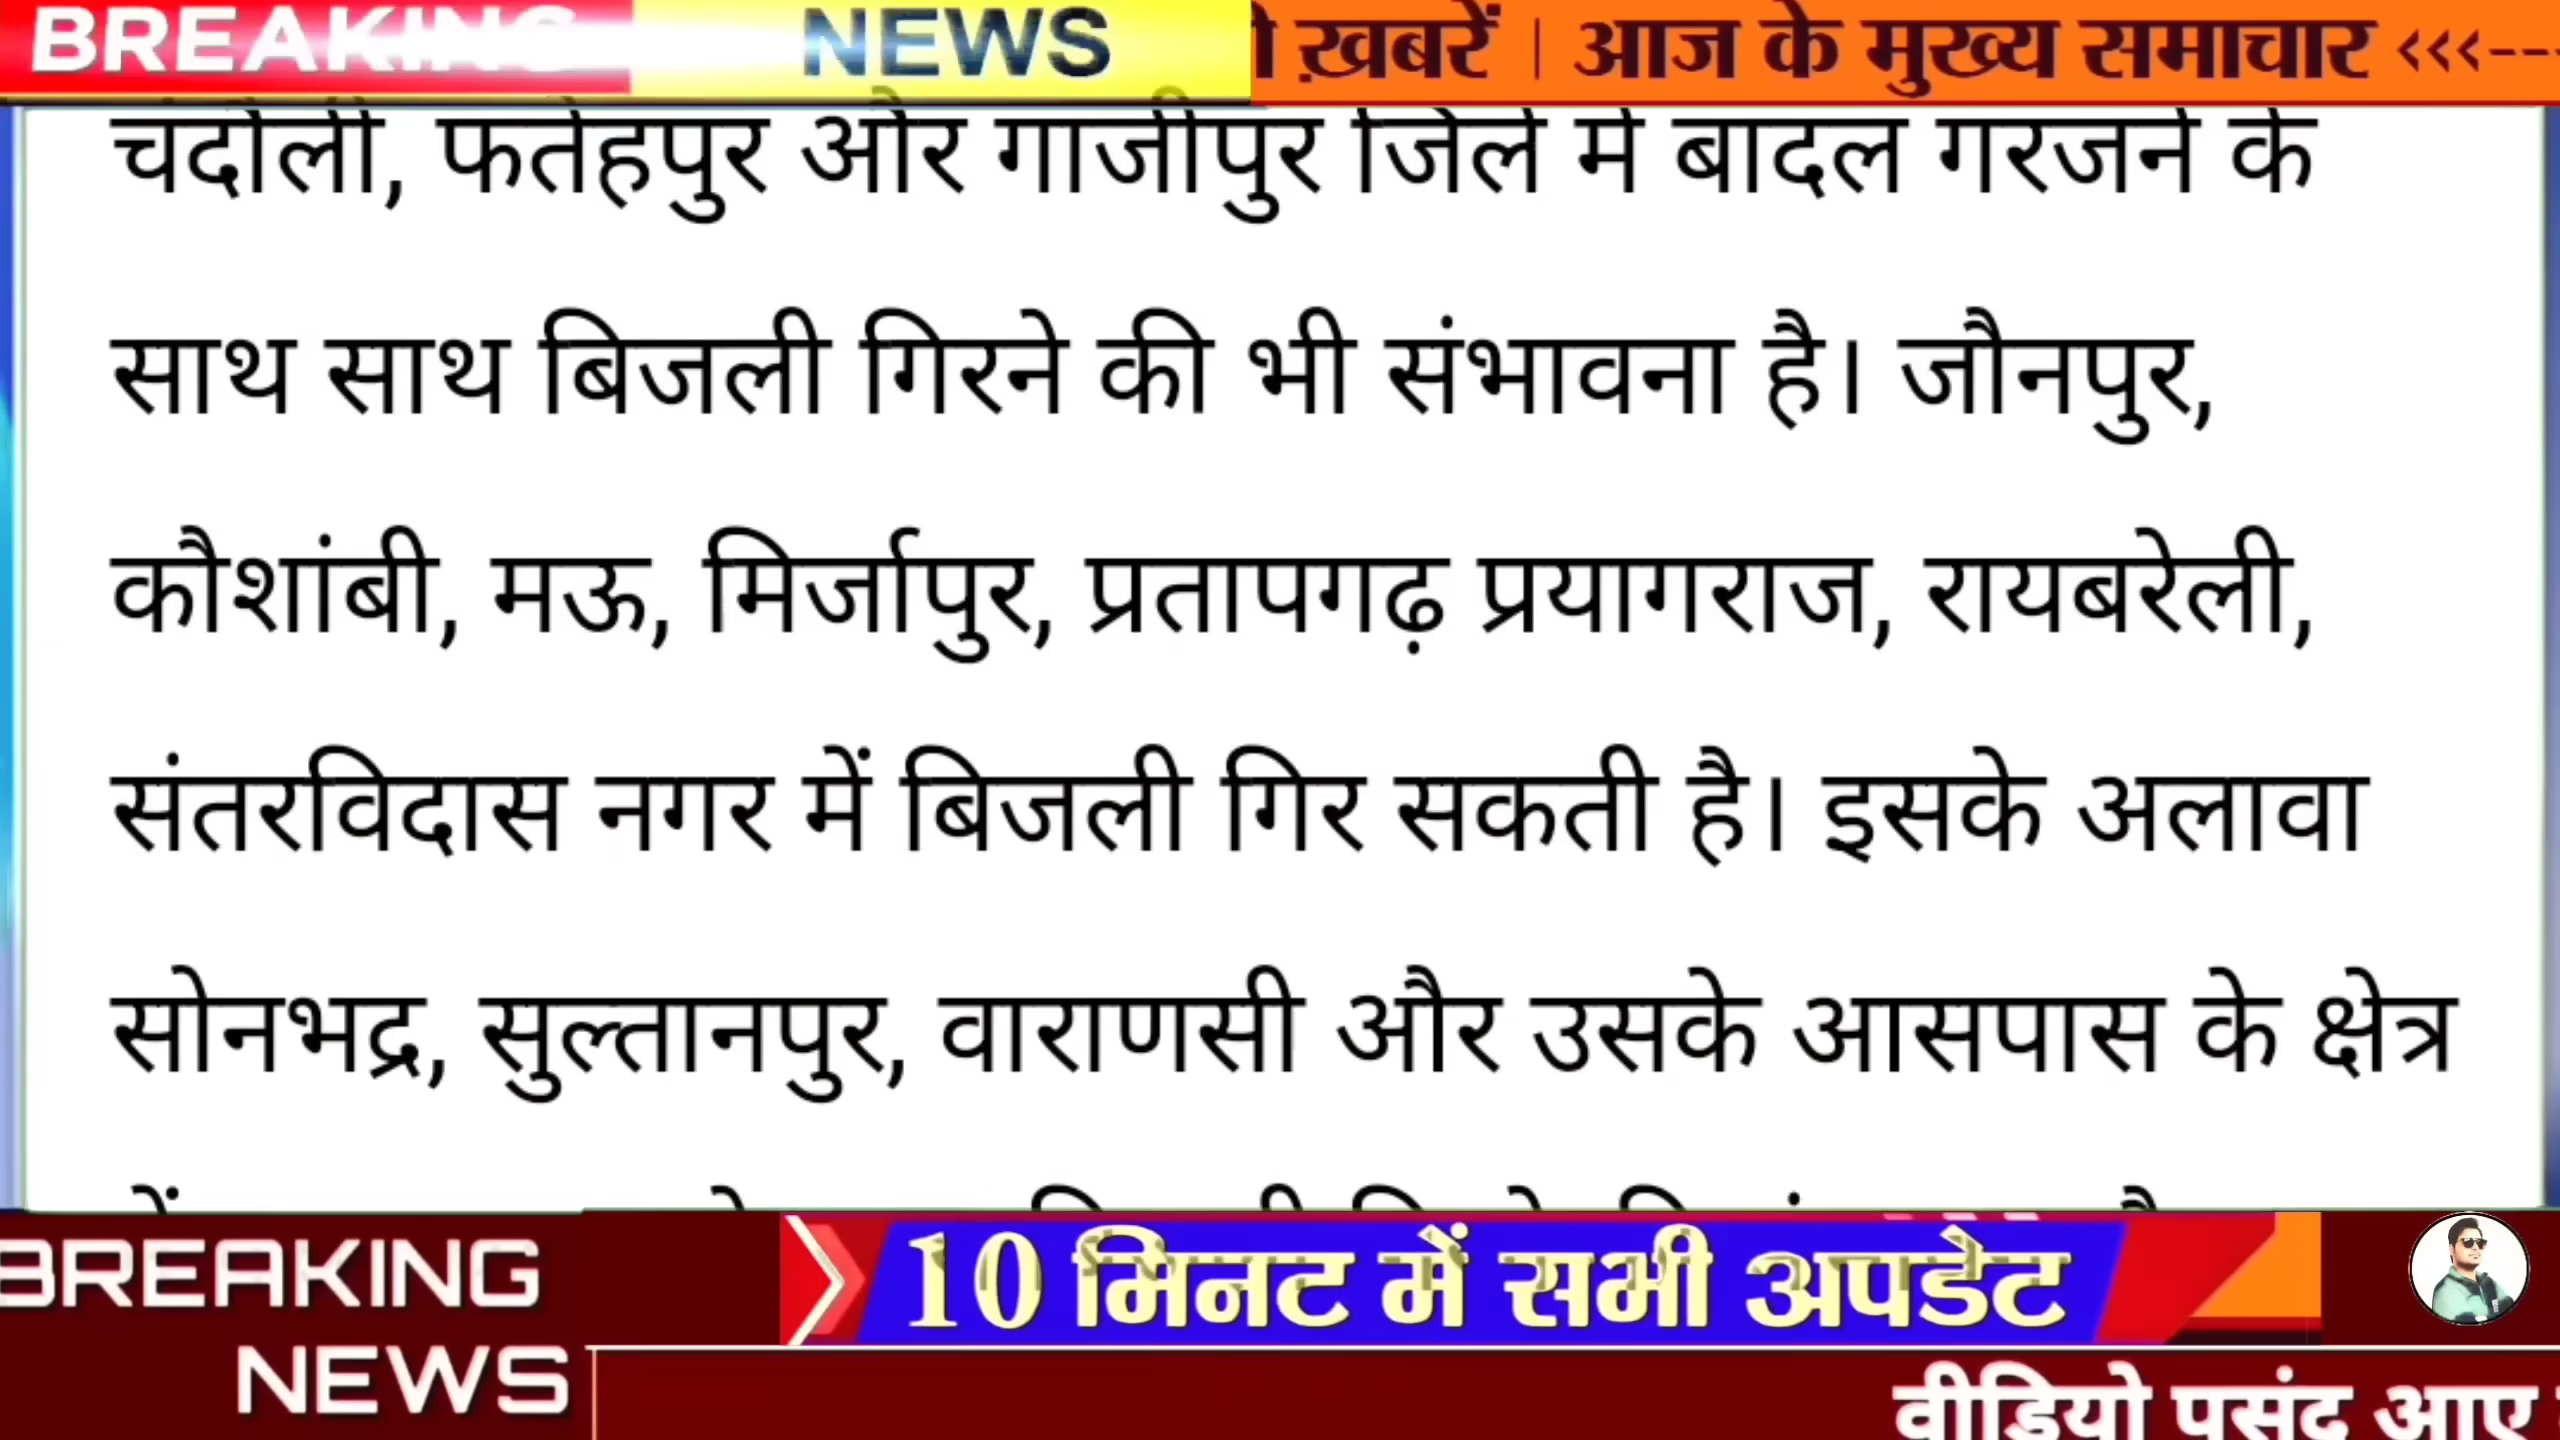 BREAKING NEWS
ख़बरें | आज के मुख्य समाचार <<<---
चंदौली, फतेहपुर और गाजीपुर जिले में बादल गरजने के
साथ साथ बिजली गिरने की भी संभावना है। जौनपुर,
कौशांबी, मऊ, मिर्जापुर, प्रतापगढ़ प्रयागराज, रायबरेली,
संतरविदास नगर में बिजली गिर सकती है। इसके अलावा
सोनभद्र, सुल्तानपुर, वाराणसी और उसके आसपास के क्षेत्र
BREAKING
NEWS
10 मिनट में सभी अपडेट
वीडियो पसंद आए